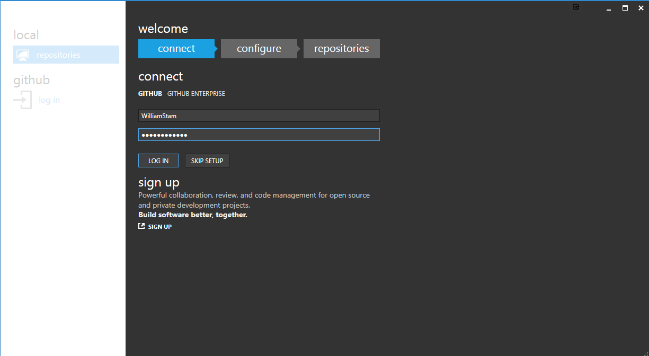 local
repositories
github
log in
welcome
connect
configure
repositories
connect
GITHUB GITHUB ENTERPRISE
WilliamStam
●●●●●●●●●●●●
LOG IN
SKIP SETUP
sign up
Powerful collaboration, review, and code management for open source
and private development projects.
Build software better, together.
SIGN UP